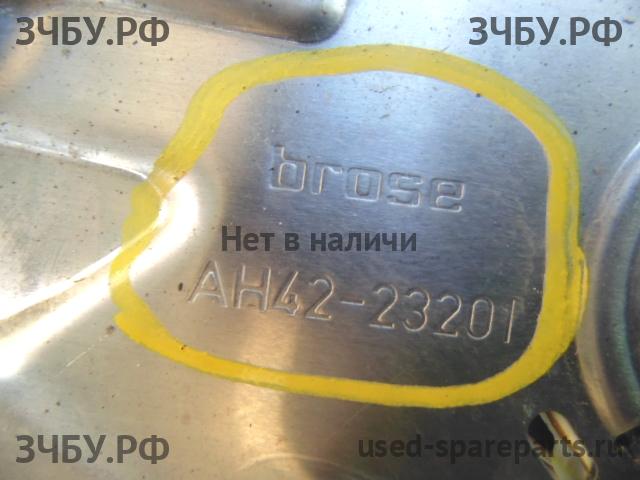 ЗЧБУ.РФ ЗЧБУ.РФ
brose
Нет в наличи
AH42-23201
ЗЧБУ.РФ used-spareparts.ru